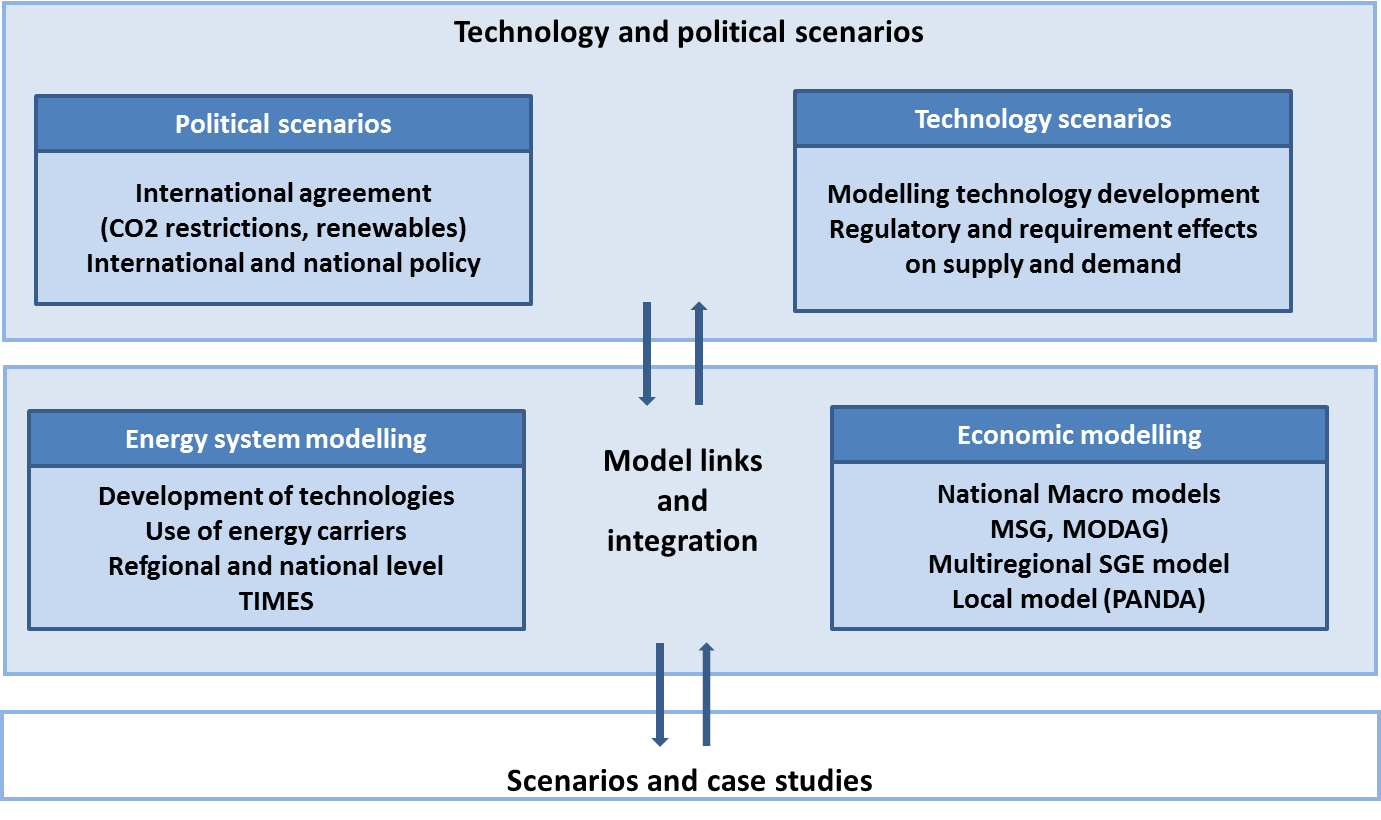 Technology and political scenarios
Political scenarios
International agreement
(CO2 restrictions, renewables)
International and national policy
Technology scenarios
Modelling technology development
Regulatory and requirement effects
on supply and demand
Energy system modelling
Development of technologies
Use of energy carriers
Refgional and national level
TIMES
Model links
and
integration
Economic modelling
National Macro models
MSG, MODAG)
Multiregional SGE model
Local model (PANDA)
Scenarios and case studies